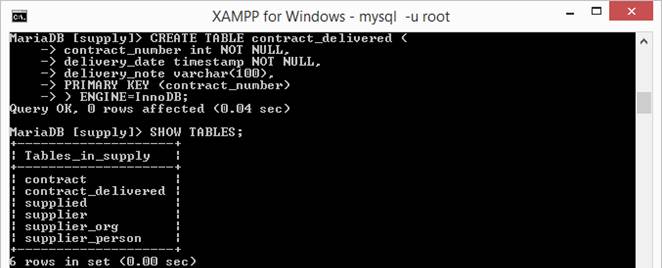 XAMPP for Windows - mysql -u root
MariaDB [supply]> CREATE TABLE contract_delivered (
    -> contract_number int NOT NULL,
    -> delivery_date timestamp NOT NULL,
    -> delivery_note varchar(100),
    -> PRIMARY KEY (contract_number)
    -> ) ENGINE=InnoDB;
Query OK, 0 rows affected (0.04 sec)
MariaDB [supply]> SHOW TABLES;
+--------------------+
| Tables_in_supply   |
+--------------------+
| contract           |
| contract_delivered |
| supplied           |
| supplier           |
| supplier_org       |
| supplier_person    |
+--------------------+
6 rows in set (0.00 sec)